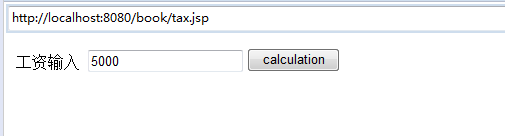 http://localhost:8080/book/tax.jsp
工资输入 5000 calculation